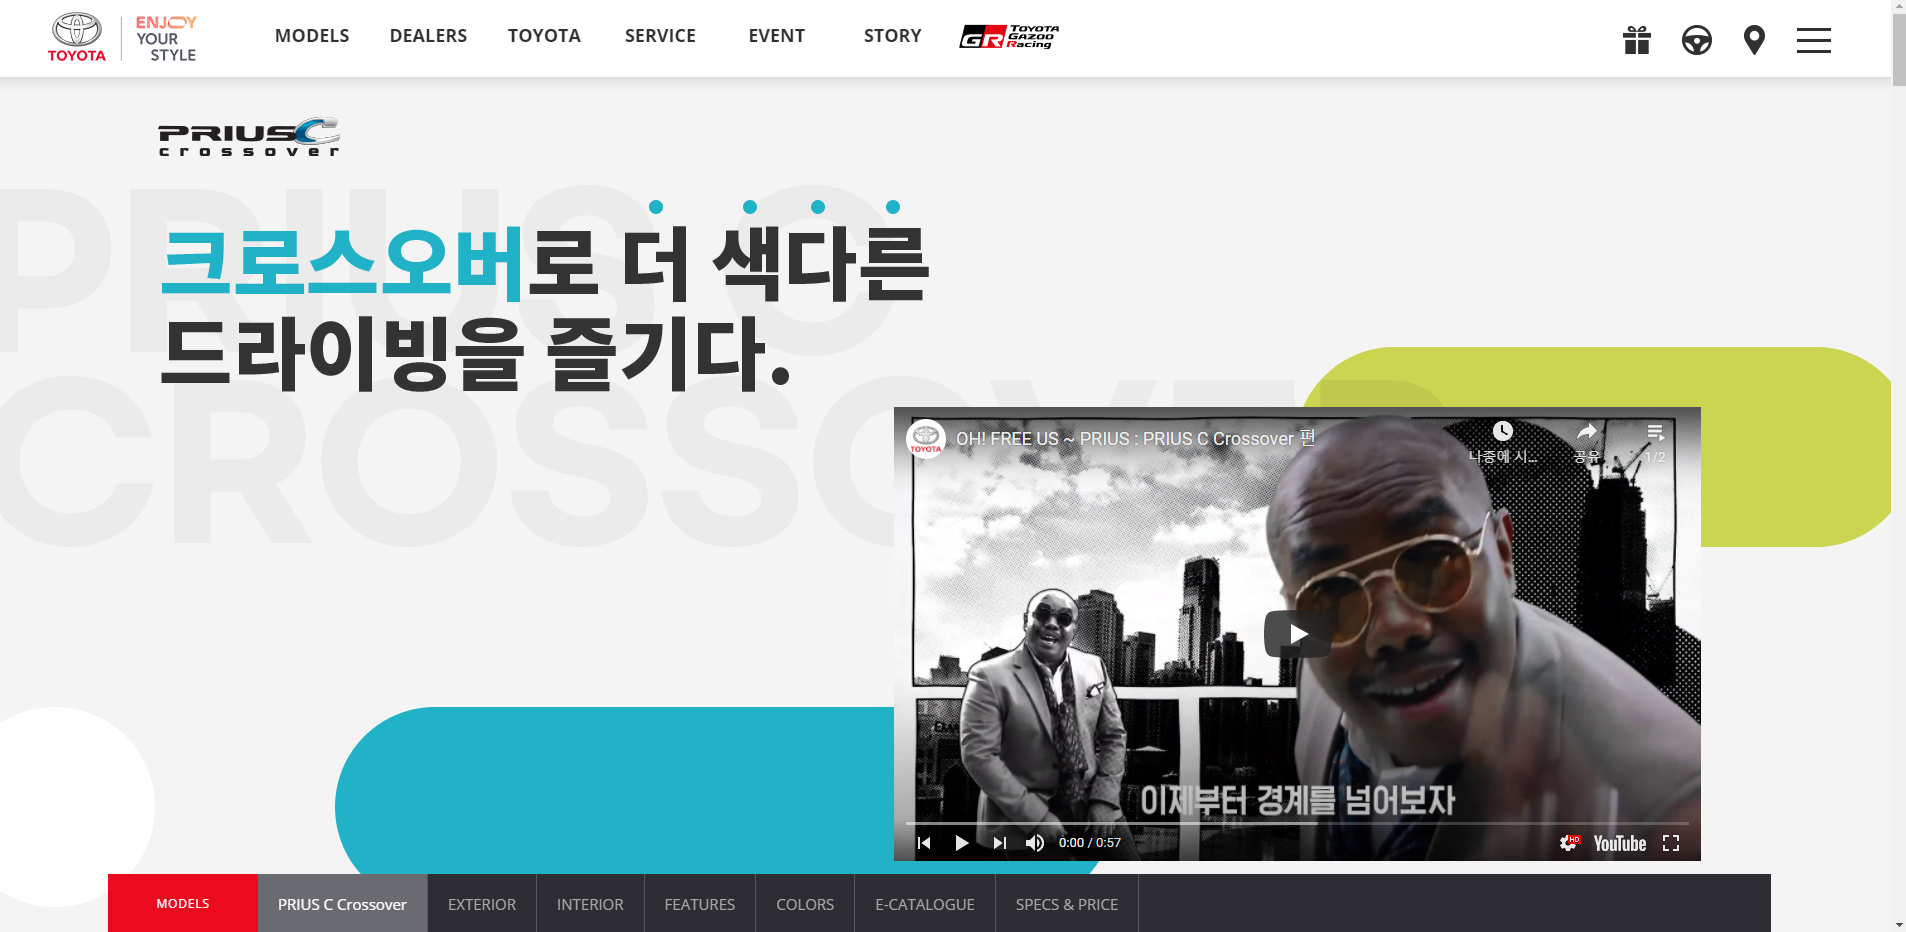 TOYOTA
ENJOY
YOUR
STYLE
MODELS
DEALERS
TOYOTA
SERVICE
EVENT
STORY
GR
TOYOTA
GAZOO
Racing
PRIUS C
crossover
PRIUS C
CROSSOVER
크로스오버로 더 색다른
드라이빙을 즐기다.
TOYOTA
OH! FREE US ~ PRIUS : PRIUS C Crossover 편
나중에 시...
공유
1/2
이제부터 경계를 넘어보자
0:00 / 0:57
HD
YouTube
MODELS
PRIUS C Crossover
EXTERIOR
INTERIOR
FEATURES
COLORS
E-CATALOGUE
SPECS & PRICE